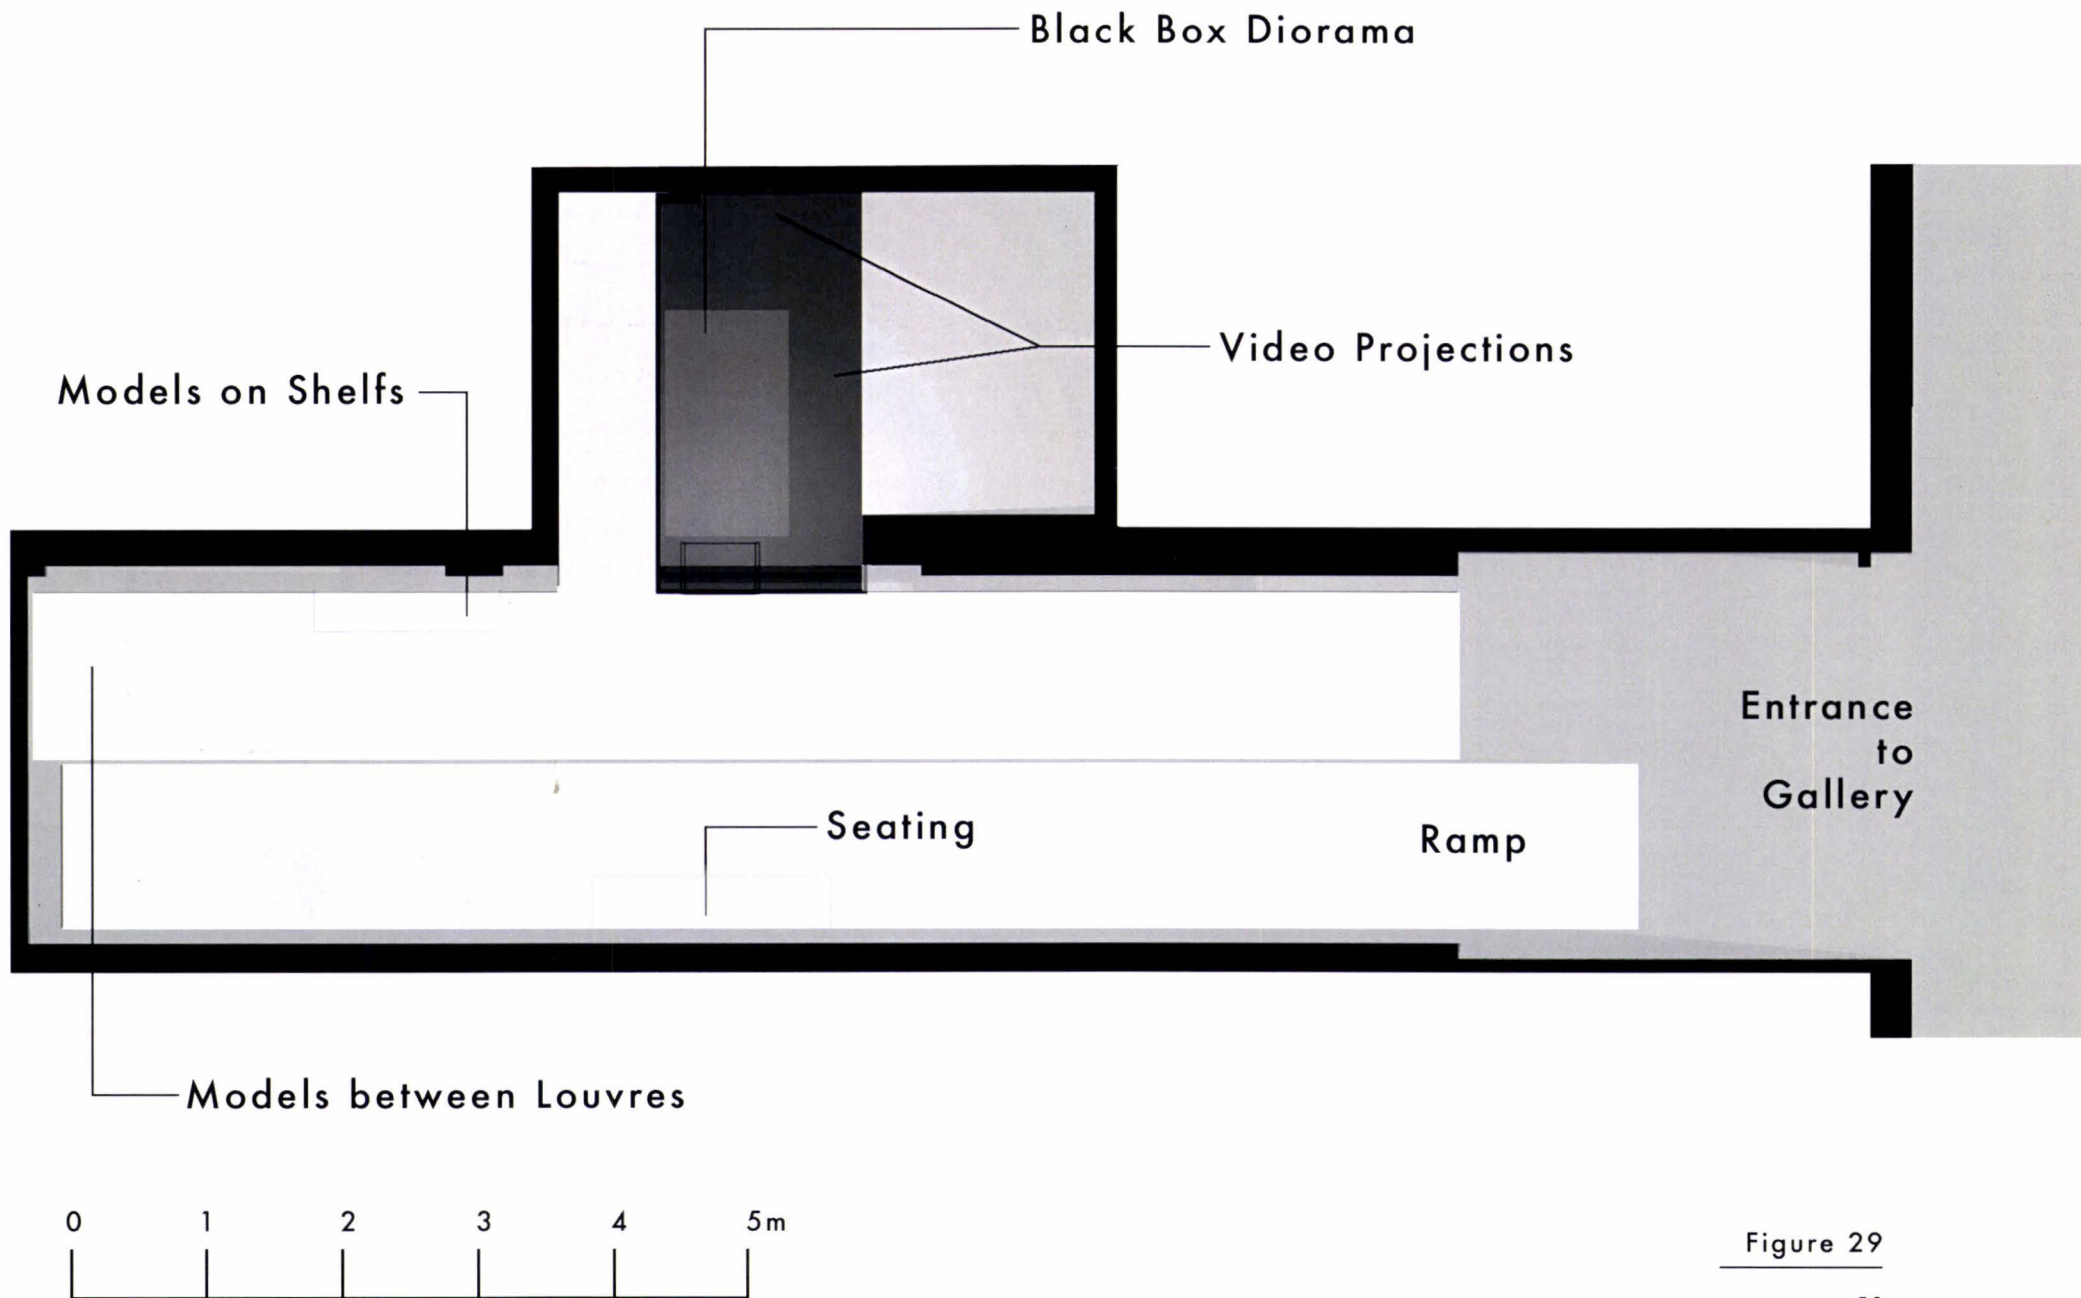 Black Box Diorama
Video Projections
Models on Shelfs
Entrance
to
Gallery
Seating
Ramp
Models between Louvres
0 1 2 3 4 5m
Figure 29